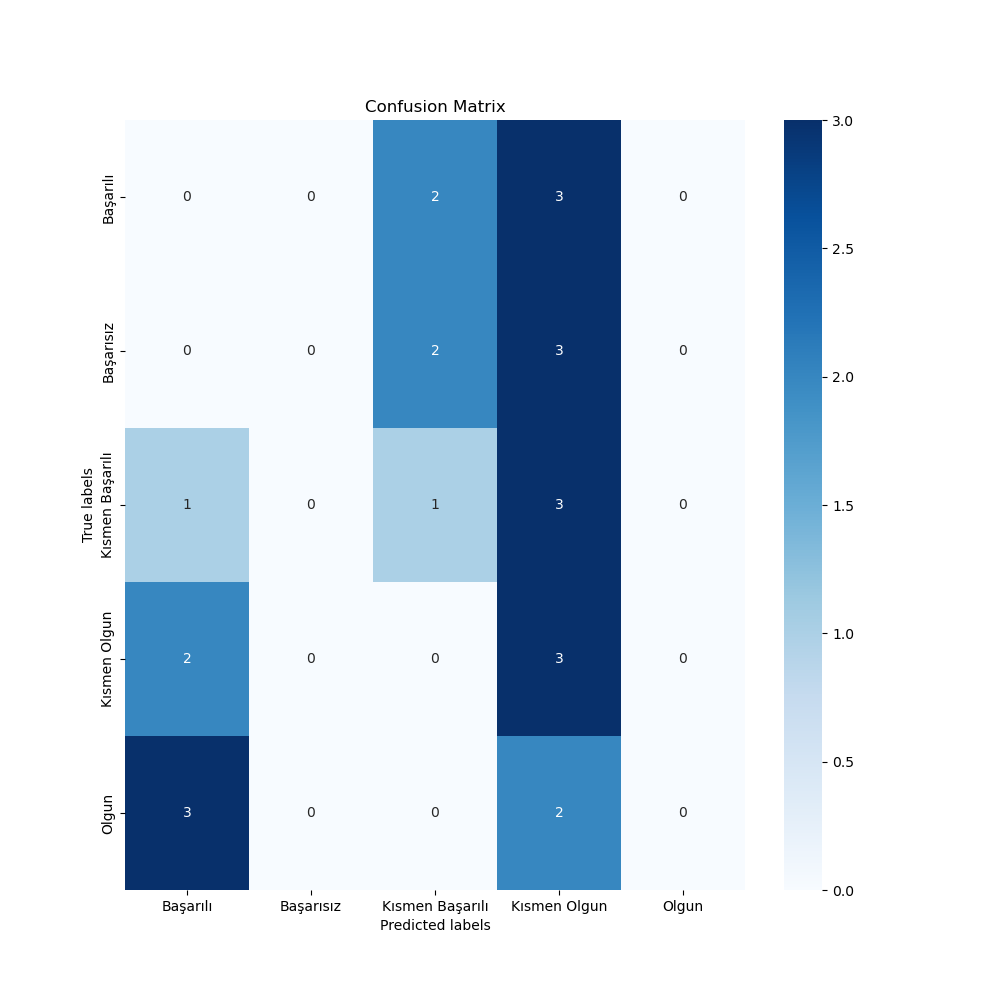 Confusion Matrix
True labels
Başarılı
0 0 2 3 0
Başarısız
0 0 2 3 0
Kısmen Başarılı
1 0 1 3 0
Kısmen Olgun
2 0 0 3 0
Olgun
3 0 0 2 0
Başarılı Başarısız Kısmen Başarılı Kısmen Olgun Olgun
Predicted labels
3.0
2.5
2.0
1.5
1.0
0.5
0.0